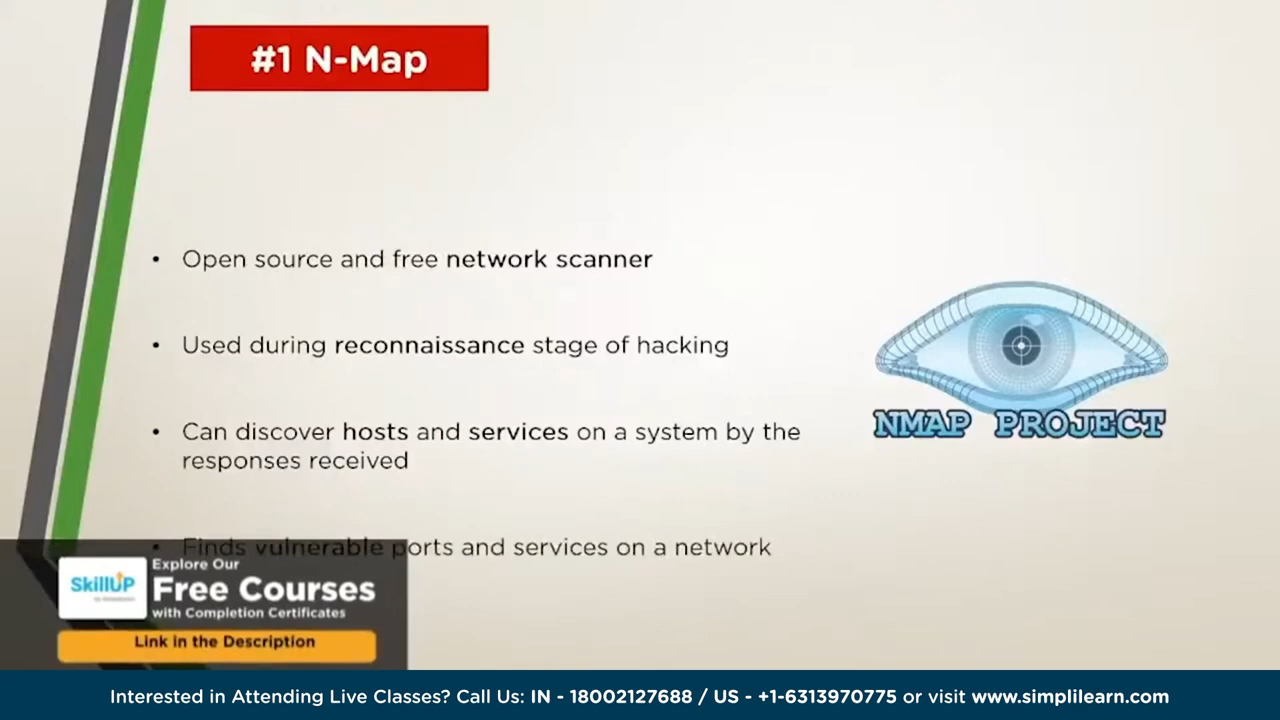 #1 N-Map
• Open source and free network scanner
• Used during reconnaissance stage of hacking
• Can discover hosts and services on a system by the
responses received
• Finds vulnerable ports and services on a network
NMAP PROJECT
SkillUP
Explore Our
Free Courses
with Completion Certificates
Link in the Description
Interested in Attending Live Classes? Call Us: IN - 18002127688 / US - +1-6313970775 or visit www.simplilearn.com